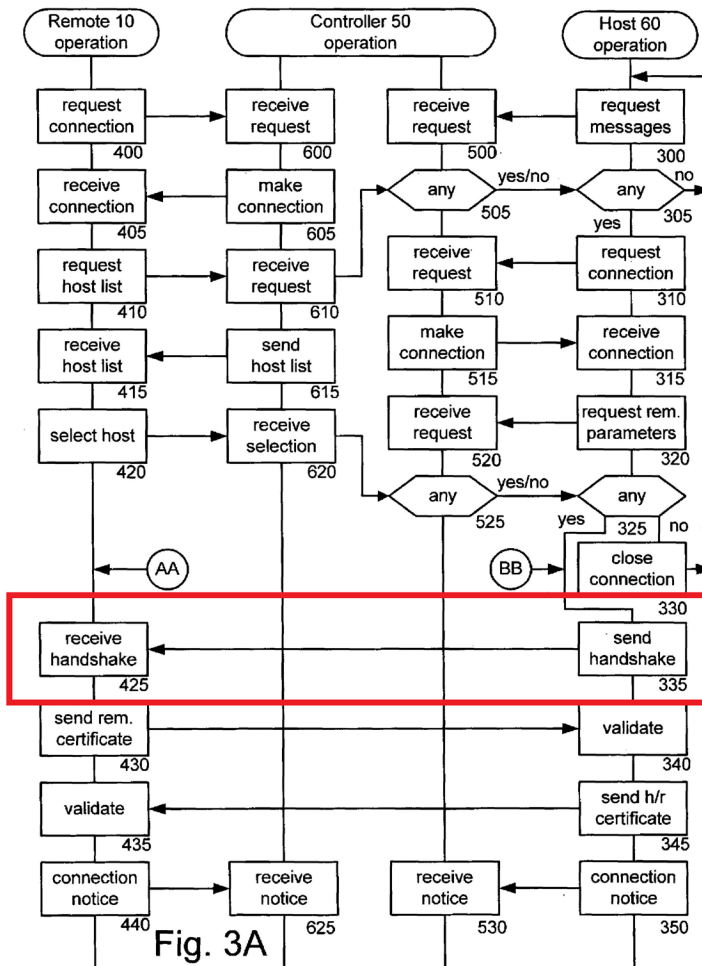 Remote 10
operation
Controller 50
operation
Host 60
operation
request
connection
400
receive
request
600
receive
request
500
request
messages
300
receive
connection
405
make
connection
605
any
505
yes/no
any
305
no
yes
request
host list
410
receive
request
610
receive
request
510
request
connection
310
receive
host list
415
send
host list
615
make
connection
515
receive
connection
315
select host
420
receive
selection
620
receive
request
520
request rem.
parameters
320
any
525
yes/no
any
325
yes
no
AA
BB
close
connection
330
receive
handshake
425
send
handshake
335
send rem.
certificate
430
validate
340
validate
435
send h/r
certificate
345
connection
notice
440
receive
notice
625
receive
notice
530
connection
notice
350
Fig. 3A